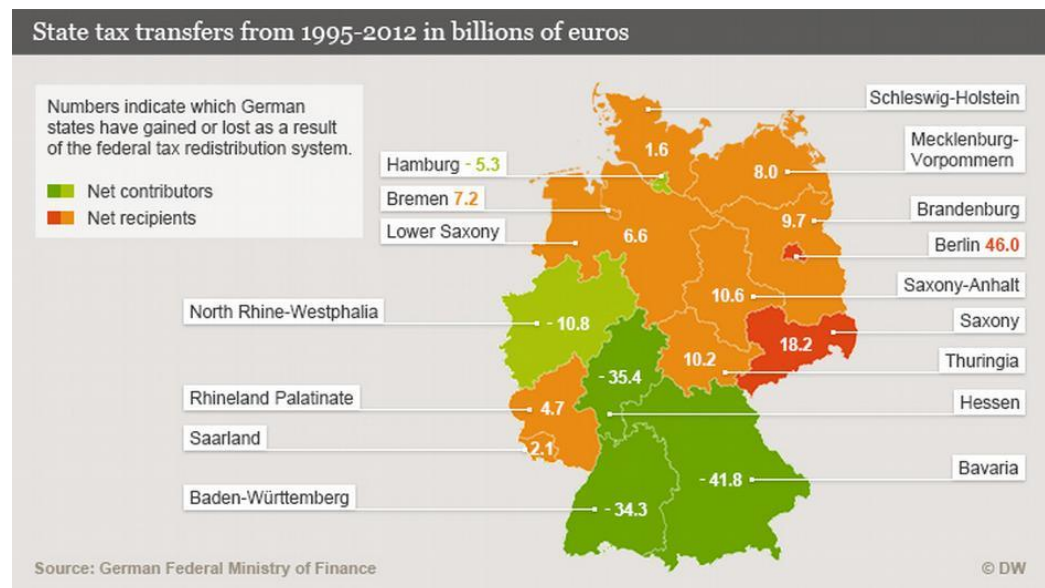 State tax transfers from 1995-2012 in billions of euros
Numbers indicate which German
states have gained or lost as a result
of the federal tax redistribution system.
Net contributors
Net recipients
Schleswig-Holstein
1.6
Mecklenburg-
Vorpommern
8.0
Hamburg - 5.3
Bremen 7.2
Brandenburg
9.7
Lower Saxony
6.6
Berlin 46.0
Saxony-Anhalt
10.6
North Rhine-Westphalia
- 10.8
Saxony
18.2
Thuringia
10.2
- 35.4
Hessen
Rhineland Palatinate
4.7
Saarland
2.1
Bavaria
- 41.8
Baden-Württemberg
- 34.3
Source: German Federal Ministry of Finance
© DW